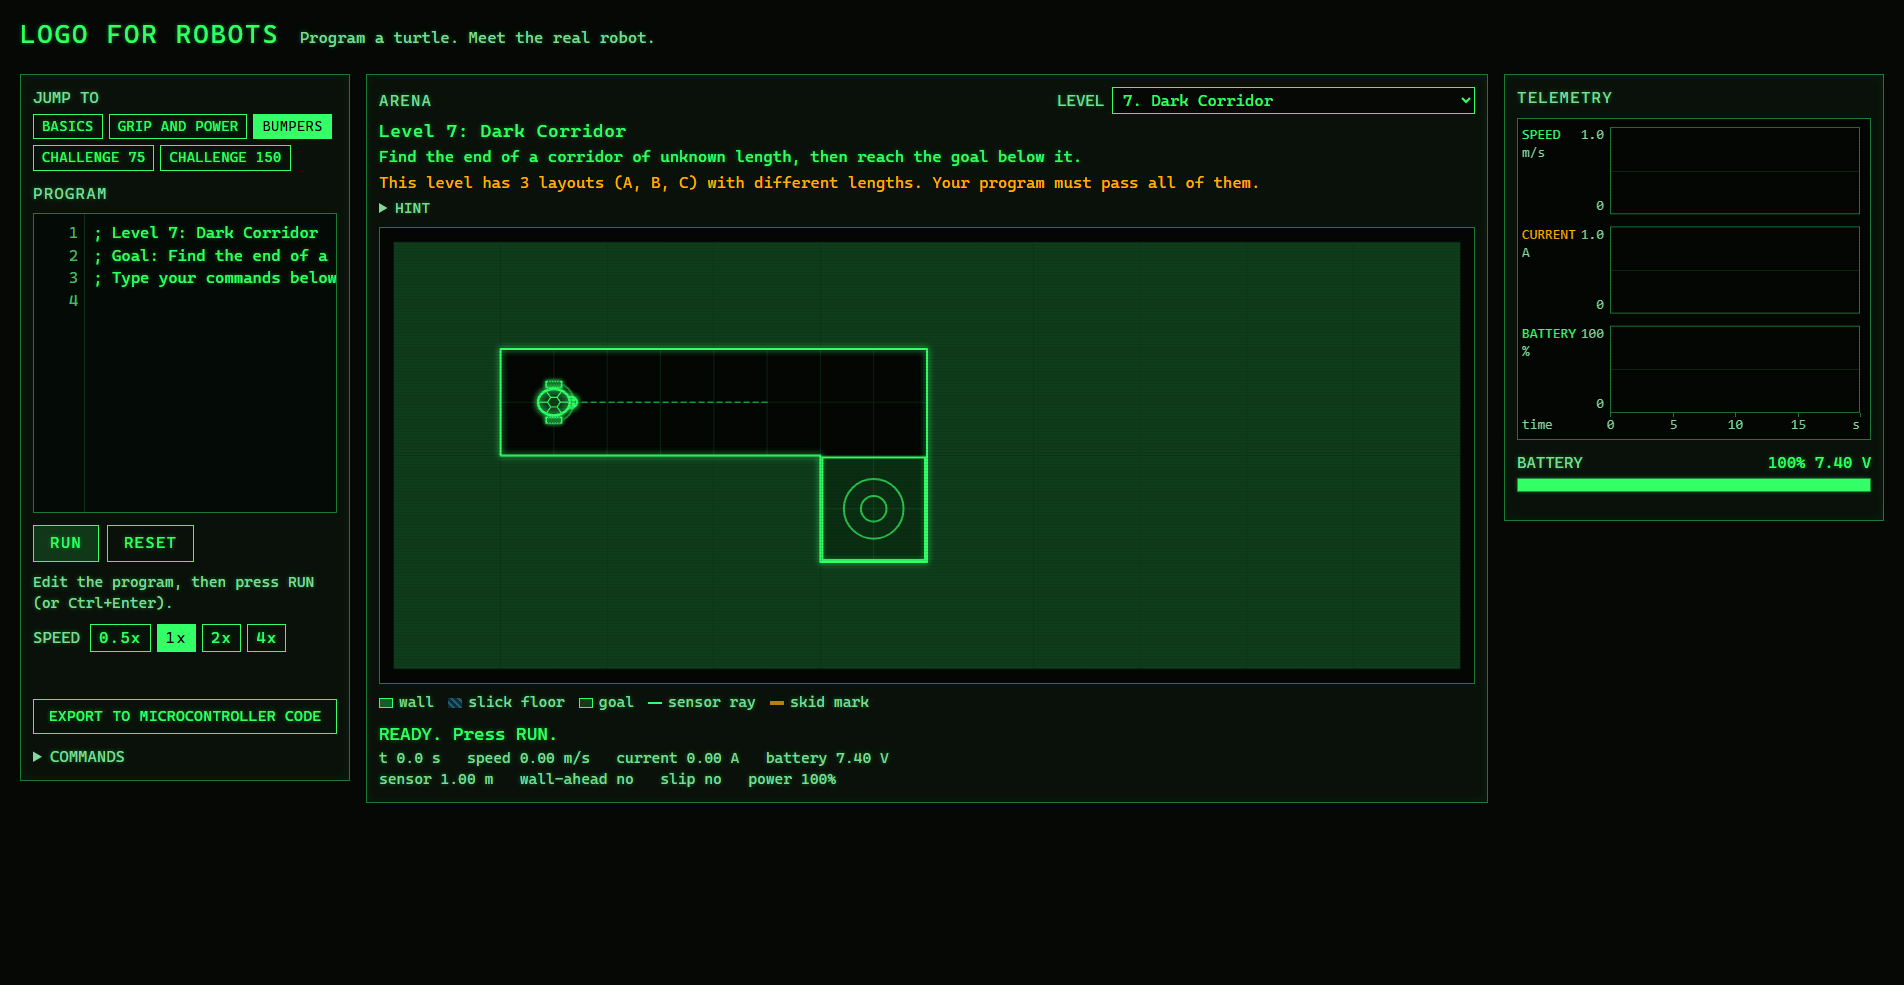 LOGO FOR ROBOTS Program a turtle. Meet the real robot.
JUMP TO
BASICS GRIP AND POWER BUMPERS
CHALLENGE 75 CHALLENGE 150
PROGRAM
1 ; Level 7: Dark Corridor
2 ; Goal: Find the end of a
3 ; Type your commands below
4
RUN RESET
Edit the program, then press RUN
(or Ctrl+Enter).
SPEED 0.5x 1x 2x 4x
EXPORT TO MICROCONTROLLER CODE
▶ COMMANDS
ARENA LEVEL 7. Dark Corridor
Level 7: Dark Corridor
Find the end of a corridor of unknown length, then reach the goal below it.
This level has 3 layouts (A, B, C) with different lengths. Your program must pass all of them.
▶ HINT
wall slick floor goal sensor ray skid mark
READY. Press RUN.
t 0.0 s speed 0.00 m/s current 0.00 A battery 7.40 V
sensor 1.00 m wall-ahead no slip no power 100%
TELEMETRY
SPEED 1.0
m/s
0
CURRENT 1.0
A
0
BATTERY 100
%
0
time 0 5 10 15 s
BATTERY 100% 7.40 V